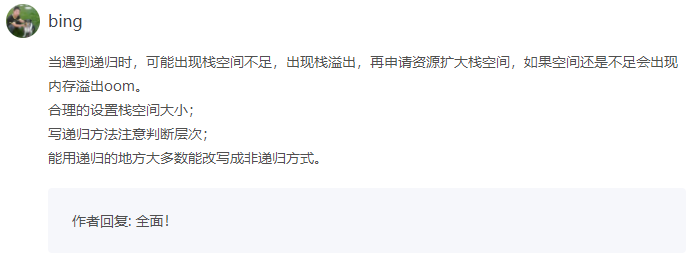 bing
当遇到递归时，可能出现栈空间不足，出现栈溢出，再申请资源扩大栈空间，如果空间还是不足会出现
内存溢出oom。
合理的设置栈空间大小；
写递归方法注意判断层次；
能用递归的地方大多数能改写成非递归方式。
作者回复: 全面！